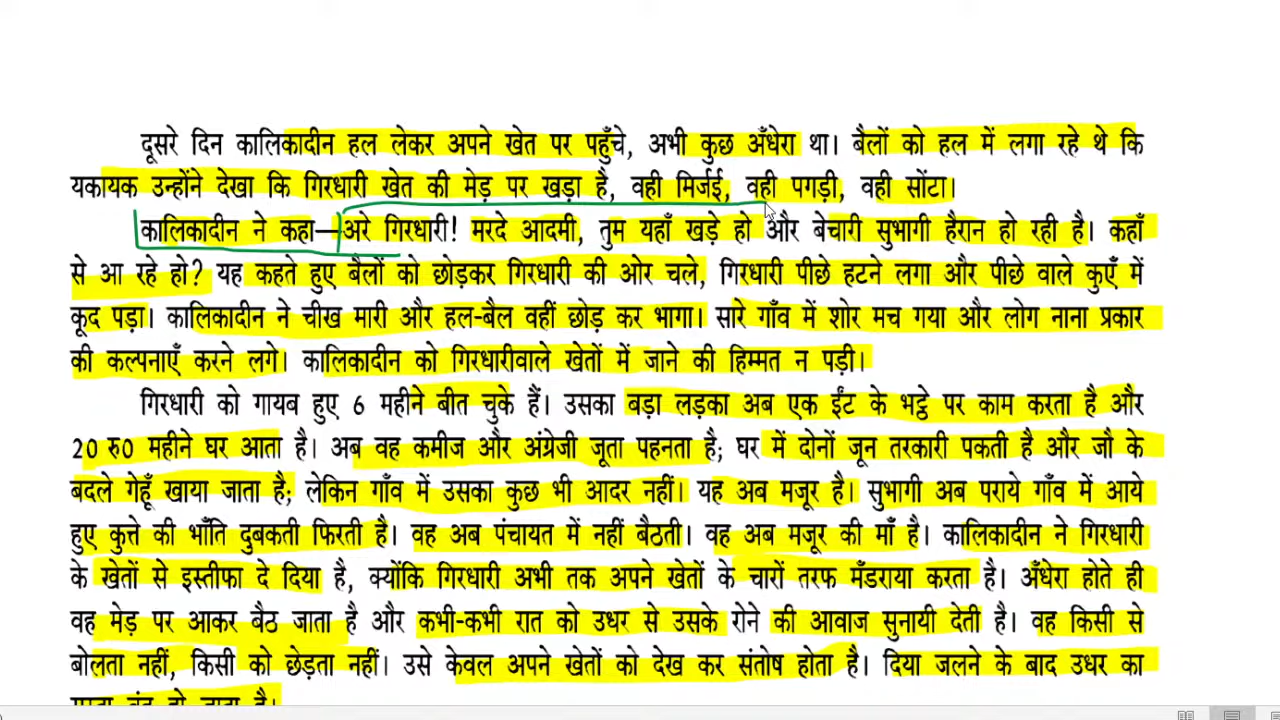 दूसरे दिन कालिकादीन हल लेकर अपने खेत पर पहुँचे, अभी कुछ अँधेरा था। बैलों को हल में लगा रहे थे कि
यकायक उन्होंने देखा कि गिरधारी खेत की मेड़ पर खड़ा है, वही मिर्जई, वही पगड़ी, वही सोंटा।
कालिकादीन ने कहा—अरे गिरधारी! मरदे आदमी, तुम यहाँ खड़े हो और बेचारी सुभागी हैरान हो रही है। कहाँ
से आ रहे हो? यह कहते हुए बैलों को छोड़कर गिरधारी की ओर चले, गिरधारी पीछे हटने लगा और पीछे वाले कुएँ में
कूद पड़ा। कालिकादीन ने चीख मारी और हल-बैल वहीं छोड़ कर भागा। सारे गाँव में शोर मच गया और लोग नाना प्रकार
की कल्पनाएँ करने लगे। कालिकादीन को गिरधारीवाले खेतों में जाने की हिम्मत न पड़ी।
गिरधारी को गायब हुए 6 महीने बीत चुके हैं। उसका वड़ा लड़का अब एक ईंट के भट्ठे पर काम करता है और
20 रु0 महीने घर आता है। अब वह कमीज और अंग्रेजी जूता पहनता है; घर में दोनों जून तरकारी पकती है और जौ के
बदले गेहूँ खाया जाता है; लेकिन गाँव में उसका कुछ भी आदर नहीं। यह अब मजूर है। सुभागी अब पराये गाँव में आये
हुए कुत्ते की भाँति दुबकती फिरती है। वह अब पंचायत में नहीं बैठती। वह अब मजूर की माँ है। कालिकादीन ने गिरधारी
के खेतों से इस्तीफा दे दिया है, क्योंकि गिरधारी अभी तक अपने खेतों के चारों तरफ मँडराया करता है। अँधेरा होते ही
वह मेड़ पर आकर बैठ जाता है और कभी-कभी रात को उधर से उसके रोने की आवाज सुनायी देती है। वह किसी से
बोलता नहीं, किसी को छेड़ता नहीं। उसे केवल अपने खेतों को देख कर संतोष होता है। दिया जलने के बाद उधर का